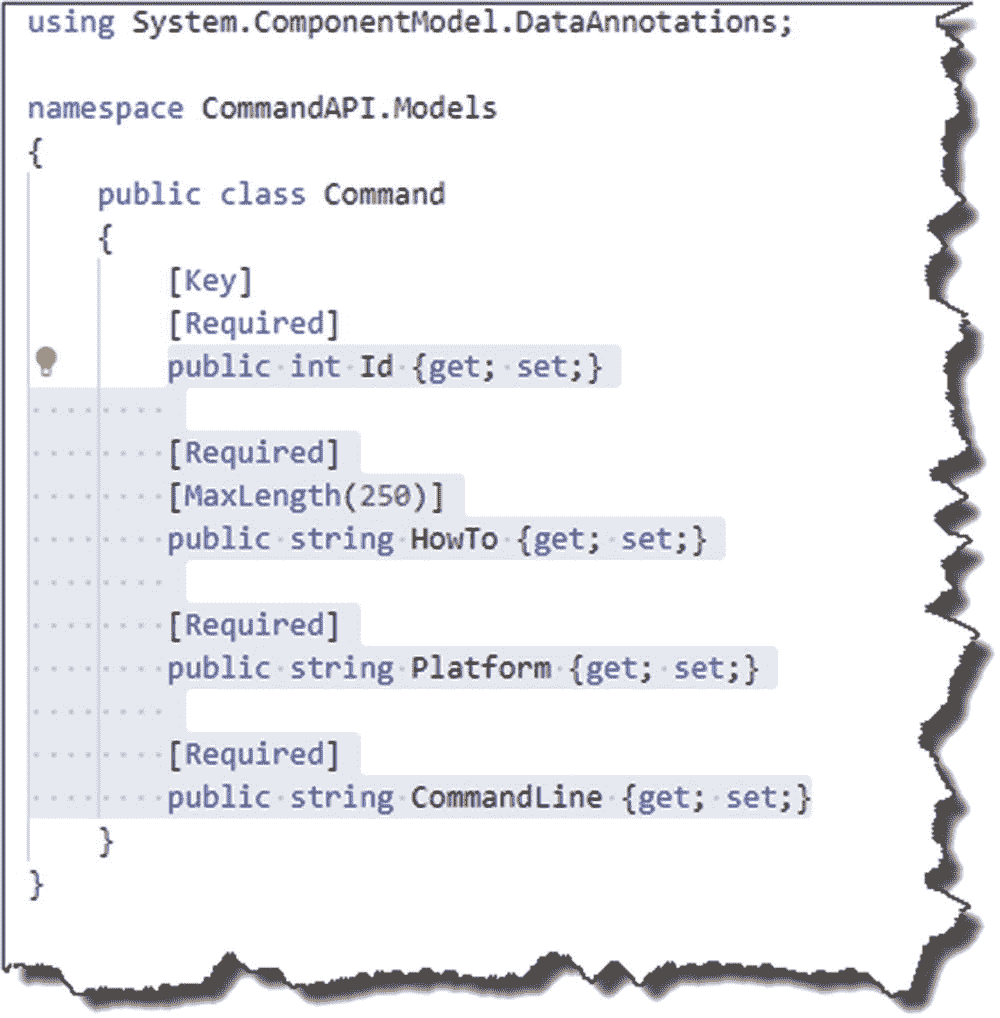 using System.ComponentModel.DataAnnotations;
namespace CommandAPI.Models
{
public class Command
{
[Key]
[Required]
public int Id {get; set;}
[Required]
[MaxLength(250)]
public string HowTo {get; set;}
[Required]
public string Platform {get; set;}
[Required]
public string CommandLine {get; set;}
}
}